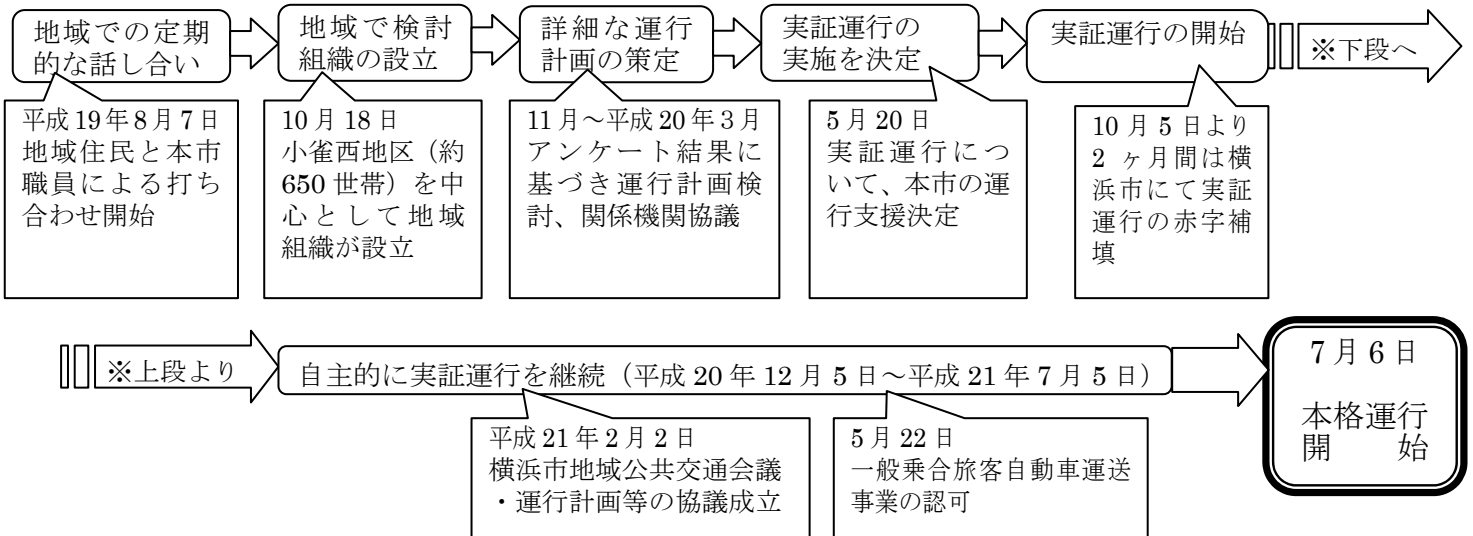 地域での定期
的な話し合い
地域で検討
組織の設立
詳細な運行
計画の策定
実証運行の
実施を決定
実証運行の開始
※下段へ
平成19年8月7日
地域住民と本市
職員による打ち
合わせ開始
10月18日
小雀西地区（約
650世帯）を中
心として地域
組織が設立
11月～平成20年3月
アンケート結果に
基づき運行計画検
討、関係機関協議
5月20日
実証運行につ
いて、本市の運
行支援決定
10月5日より
2ヶ月間は横
浜市にて実証
運行の赤字補
填
※上段より
自主的に実証運行を継続（平成20年12月5日～平成21年7月5日）
7月6日
本格運行
開　　始
平成21年2月2日
横浜市地域公共交通会議
・運行計画等の協議成立
5月22日
一般乗合旅客自動車運送
事業の認可